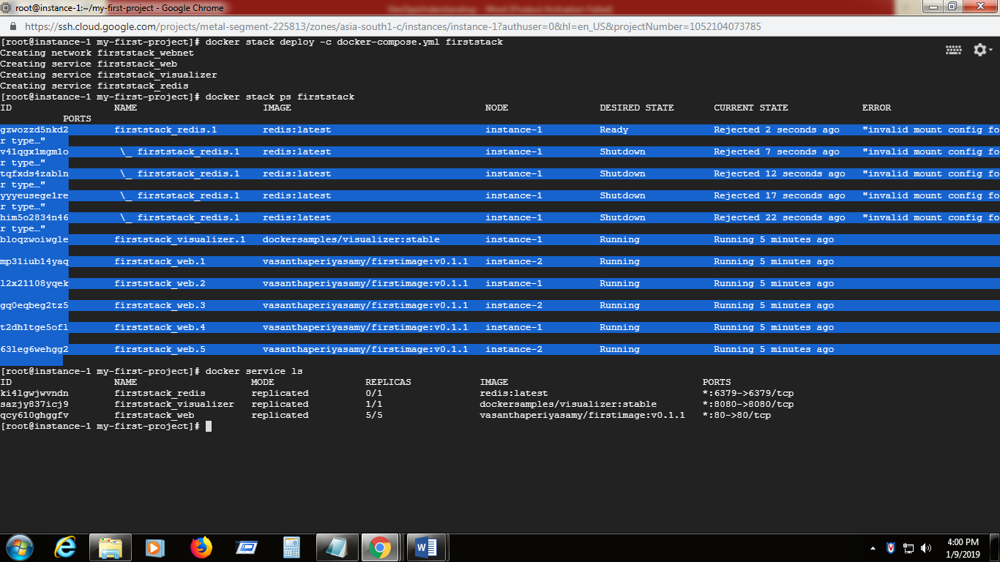 root@instance-1:~/my-first-project - Google Chrome
https://ssh.cloud.google.com/projects/metal-segment-225813/zones/asia-south1-c/instances/instance-1?authuser=0&hl=en_US&projectNumber=1052104073785
[root@instance-1 my-first-project]# docker stack deploy -c docker-compose.yml firststack
Creating network firststack_webnet
Creating service firststack_web
Creating service firststack_visualizer
Creating service firststack_redis
[root@instance-1 my-first-project]# docker stack ps firststack
ID NAME IMAGE NODE DESIRED STATE CURRENT STATE ERROR
PORTS
gzwozzd5nkd2 firststack_redis.1 redis:latest instance-1 Ready Rejected 2 seconds ago "invalid mount config fo
r type…"
v41qgx1mgm1o \_ firststack_redis.1 redis:latest instance-1 Shutdown Rejected 7 seconds ago "invalid mount config fo
r type…"
tqfxds4zabln \_ firststack_redis.1 redis:latest instance-1 Shutdown Rejected 12 seconds ago "invalid mount config fo
r type…"
yyyeusege1re \_ firststack_redis.1 redis:latest instance-1 Shutdown Rejected 17 seconds ago "invalid mount config fo
r type…"
him5o2834n46 \_ firststack_redis.1 redis:latest instance-1 Shutdown Rejected 22 seconds ago "invalid mount config fo
r type…"
bloqzwoiwgle firststack_visualizer.1 dockersamples/visualizer:stable instance-1 Running Running 5 minutes ago
mp31iub14yaq firststack_web.1 vasanthaperiyasamy/firstimage:v0.1.1 instance-2 Running Running 5 minutes ago
l2x21108yqek firststack_web.2 vasanthaperiyasamy/firstimage:v0.1.1 instance-1 Running Running 5 minutes ago
gq0eqbeg2tz5 firststack_web.3 vasanthaperiyasamy/firstimage:v0.1.1 instance-2 Running Running 5 minutes ago
t2dh1tge5ofl firststack_web.4 vasanthaperiyasamy/firstimage:v0.1.1 instance-1 Running Running 5 minutes ago
63leg6wehgg2 firststack_web.5 vasanthaperiyasamy/firstimage:v0.1.1 instance-2 Running Running 5 minutes ago
[root@instance-1 my-first-project]# docker service ls
ID NAME MODE REPLICAS IMAGE PORTS
ki4lgwjwvndn firststack_redis replicated 0/1 redis:latest *:6379->6379/tcp
sazjy837icj9 firststack_visualizer replicated 1/1 dockersamples/visualizer:stable *:8080->8080/tcp
qcy610ghggfv firststack_web replicated 5/5 vasanthaperiyasamy/firstimage:v0.1.1 *:80->80/tcp
[root@instance-1 my-first-project]#
4:00 PM
1/9/2019